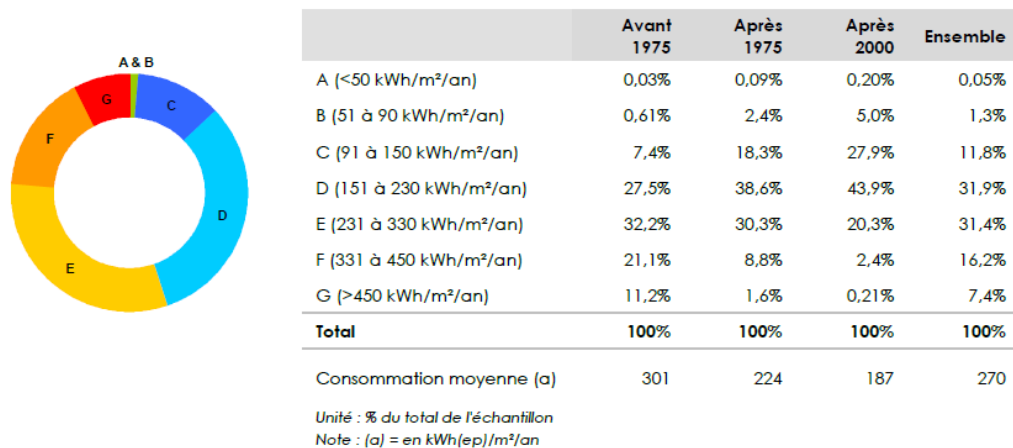 A & B
C
D
E
F
G
Avant 1975 Après 1975 Après 2000 Ensemble
A (<50 kWh/m²/an) 0,03% 0,09% 0,20% 0,05%
B (51 à 90 kWh/m²/an) 0,61% 2,4% 5,0% 1,3%
C (91 à 150 kWh/m²/an) 7,4% 18,3% 27,9% 11,8%
D (151 à 230 kWh/m²/an) 27,5% 38,6% 43,9% 31,9%
E (231 à 330 kWh/m²/an) 32,2% 30,3% 20,3% 31,4%
F (331 à 450 kWh/m²/an) 21,1% 8,8% 2,4% 16,2%
G (>450 kWh/m²/an) 11,2% 1,6% 0,21% 7,4%
Total 100% 100% 100% 100%
Consommation moyenne (a) 301 224 187 270
Unité : % du total de l'échantillon
Note : (a) = en kWh(ep)/m²/an